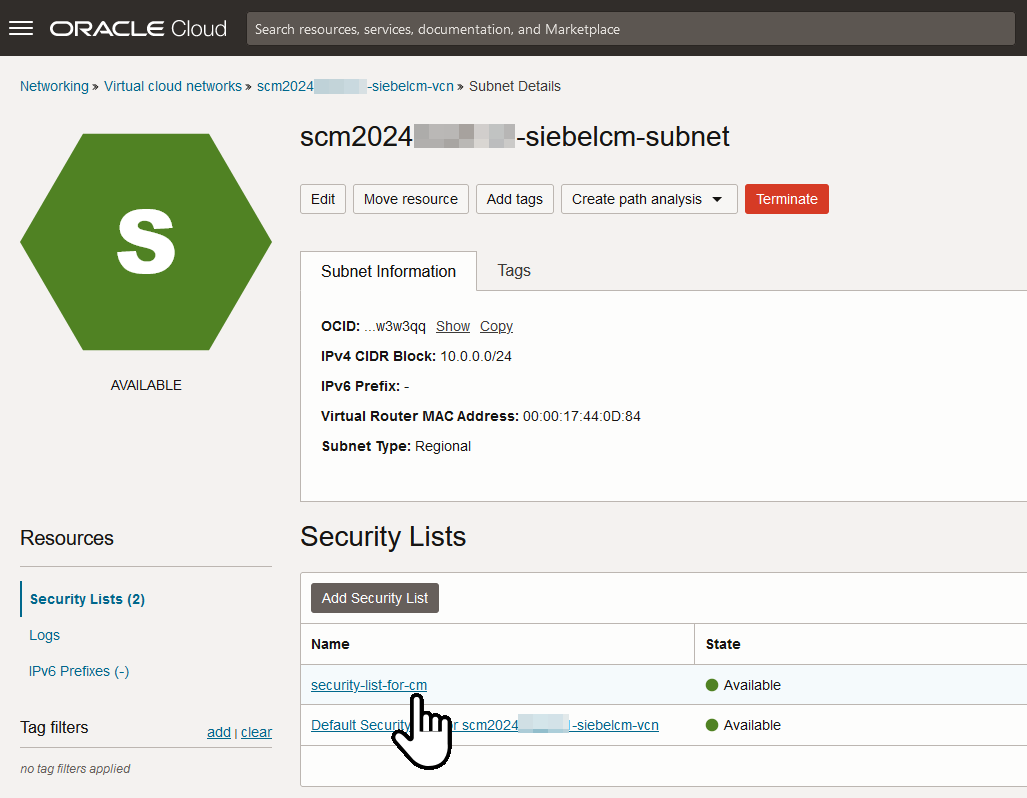 ORACLE Cloud
Search resources, services, documentation, and Marketplace
Networking » Virtual cloud networks » scm2024 -siebelcm-vcn » Subnet Details
S
AVAILABLE
scm2024 -siebelcm-subnet
Edit Move resource Add tags Create path analysis Terminate
Subnet Information Tags
OCID: ...w3w3qq Show Copy
IPv4 CIDR Block: 10.0.0.0/24
IPv6 Prefix: -
Virtual Router MAC Address: 00:00:17:44:0D:84
Subnet Type: Regional
Resources
Security Lists (2)
Logs
IPv6 Prefixes (-)
Tag filters add | clear
no tag filters applied
Security Lists
Add Security List
Name State
security-list-for-cm Available
Default Security scm2024 -siebelcm-vcn Available